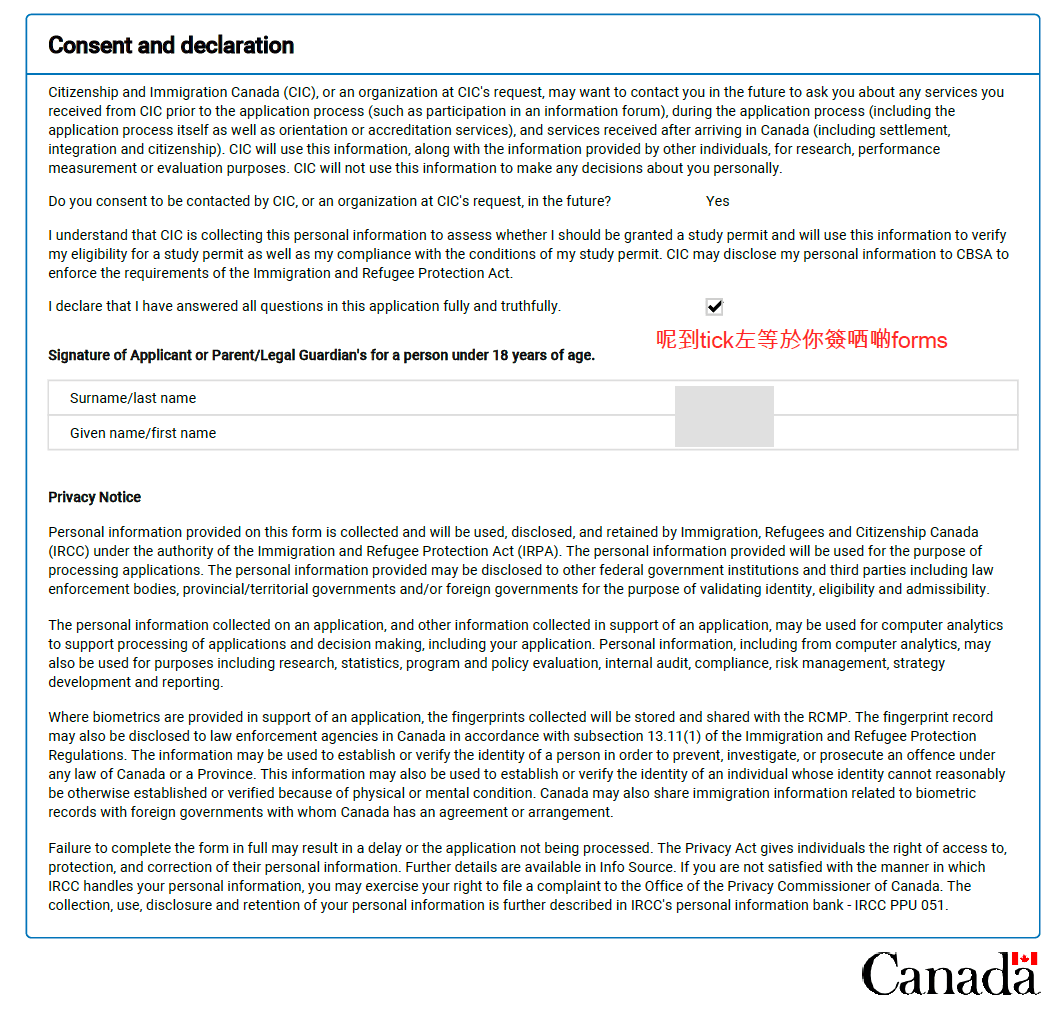 Consent and declaration
Citizenship and Immigration Canada (CIC), or an organization at CIC's request, may want to contact you in the future to ask you about any services you
received from CIC prior to the application process (such as participation in an information forum), during the application process (including the
application process itself as well as orientation or accreditation services), and services received after arriving in Canada (including settlement,
integration and citizenship). CIC will use this information, along with the information provided by other individuals, for research, performance
measurement or evaluation purposes. CIC will not use this information to make any decisions about you personally.
Do you consent to be contacted by CIC, or an organization at CIC's request, in the future? Yes
I understand that CIC is collecting this personal information to assess whether I should be granted a study permit and will use this information to verify
my eligibility for a study permit as well as my compliance with the conditions of my study permit. CIC may disclose my personal information to CBSA to
enforce the requirements of the Immigration and Refugee Protection Act.
I declare that I have answered all questions in this application fully and truthfully.
呢到tick左等於你簽哂啲forms
Signature of Applicant or Parent/Legal Guardian's for a person under 18 years of age.
Surname/last name
Given name/first name
Privacy Notice
Personal information provided on this form is collected and will be used, disclosed, and retained by Immigration, Refugees and Citizenship Canada
(IRCC) under the authority of the Immigration and Refugee Protection Act (IRPA). The personal information provided will be used for the purpose of
processing applications. The personal information provided may be disclosed to other federal government institutions and third parties including law
enforcement bodies, provincial/territorial governments and/or foreign governments for the purpose of validating identity, eligibility and admissibility.
The personal information collected on an application, and other information collected in support of an application, may be used for computer analytics
to support processing of applications and decision making, including your application. Personal information, including from computer analytics, may
also be used for purposes including research, statistics, program and policy evaluation, internal audit, compliance, risk management, strategy
development and reporting.
Where biometrics are provided in support of an application, the fingerprints collected will be stored and shared with the RCMP. The fingerprint record
may also be disclosed to law enforcement agencies in Canada in accordance with subsection 13.11(1) of the Immigration and Refugee Protection
Regulations. The information may be used to establish or verify the identity of a person in order to prevent, investigate, or prosecute an offence under
any law of Canada or a Province. This information may also be used to establish or verify the identity of an individual whose identity cannot reasonably
be otherwise established or verified because of physical or mental condition. Canada may also share immigration information related to biometric
records with foreign governments with whom Canada has an agreement or arrangement.
Failure to complete the form in full may result in a delay or the application not being processed. The Privacy Act gives individuals the right of access to,
protection, and correction of their personal information. Further details are available in Info Source. If you are not satisfied with the manner in which
IRCC handles your personal information, you may exercise your right to file a complaint to the Office of the Privacy Commissioner of Canada. The
collection, use, disclosure and retention of your personal information is further described in IRCC's personal information bank - IRCC PPU 051.
Canada